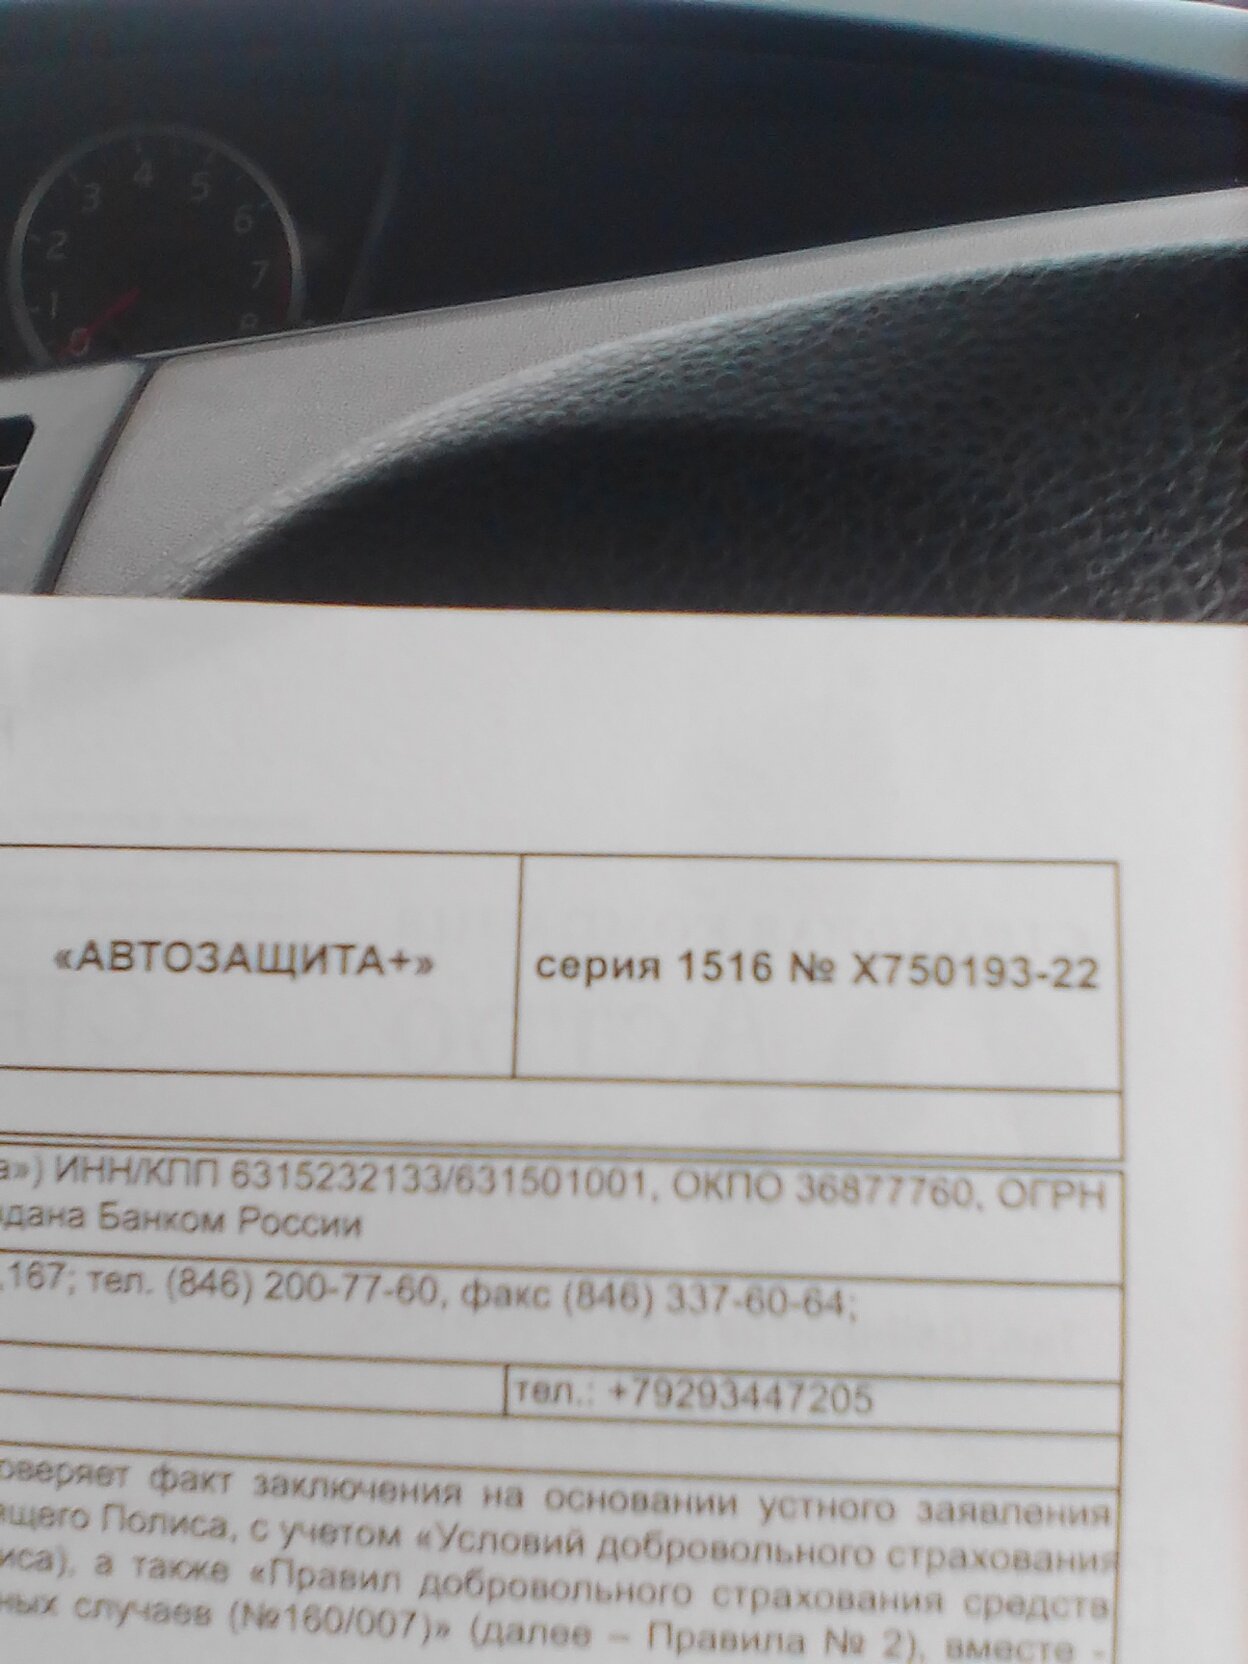 0 1 2 3 4 5 6 7 8
«АВТОЗАЩИТА+»
серия 1516 № X750193-22
а») ИНН/КПП 6315232133/631501001, ОКПО 36877760, ОГРН
дана Банком России
,167; тел. (846) 200-77-60, факс (846) 337-60-64;
тел.: +79293447205
оверяет факт заключения на основании устного заявления
ящего Полиса, с учетом «Условий добровольного страхования
иса), а также «Правил добровольного страхования средств
ных случаев (№160/007)» (далее – Правила № 2), вместе -